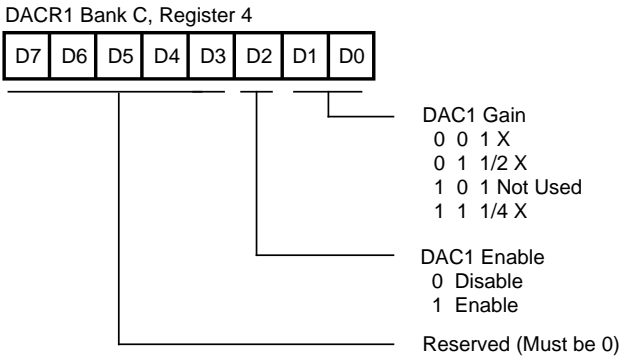 DACR1 Bank C, Register 4
D7 D6 D5 D4 D3 D2 D1 D0
DAC1 Gain
0 0 1 X
0 1 1/2 X
1 0 1 Not Used
1 1 1/4 X
DAC1 Enable
0 Disable
1 Enable
Reserved (Must be 0)